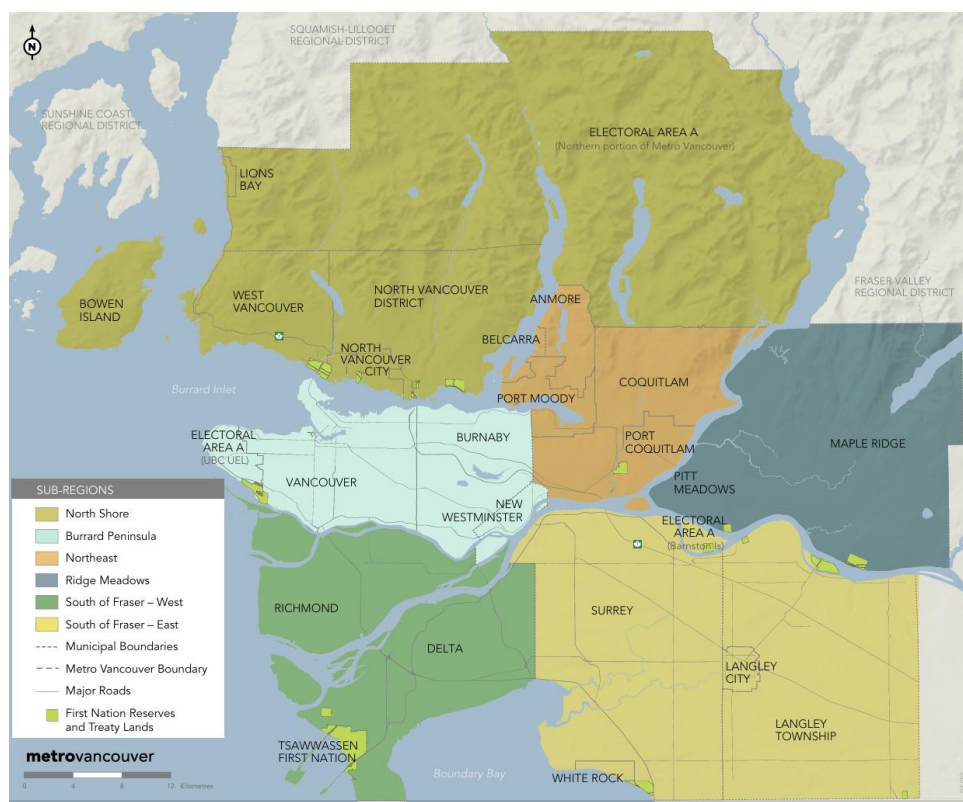 N
SQUAMISH-LILLOOET
REGIONAL DISTRICT
SUNSHINE COAST
REGIONAL DISTRICT
ELECTORAL AREA A
(Northern portion of Metro Vancouver)
LIONS
BAY
FRASER VALLEY
REGIONAL DISTRICT
BOWEN
ISLAND
WEST
VANCOUVER
NORTH VANCOUVER
DISTRICT
ANMORE
BELCARRA
NORTH
VANCOUVER
CITY
COQUITLAM
Burrard Inlet
PORT MOODY
ELECTORAL
AREA A
(UBC UEL)
BURNABY
PORT
COQUITLAM
MAPLE RIDGE
VANCOUVER
PITT
MEADOWS
NEW
WESTMINSTER
ELECTORAL
AREA A
(Barnston Is)
RICHMOND
SURREY
DELTA
LANGLEY
CITY
LANGLEY
TOWNSHIP
TSAWWASSEN
FIRST NATION
Boundary Bay
WHITE ROCK
SUB-REGIONS
North Shore
Burrard Peninsula
Northeast
Ridge Meadows
South of Fraser – West
South of Fraser – East
Municipal Boundaries
Metro Vancouver Boundary
Major Roads
First Nation Reserves
and Treaty Lands
metrovancouver
0 4 8 12 Kilometres